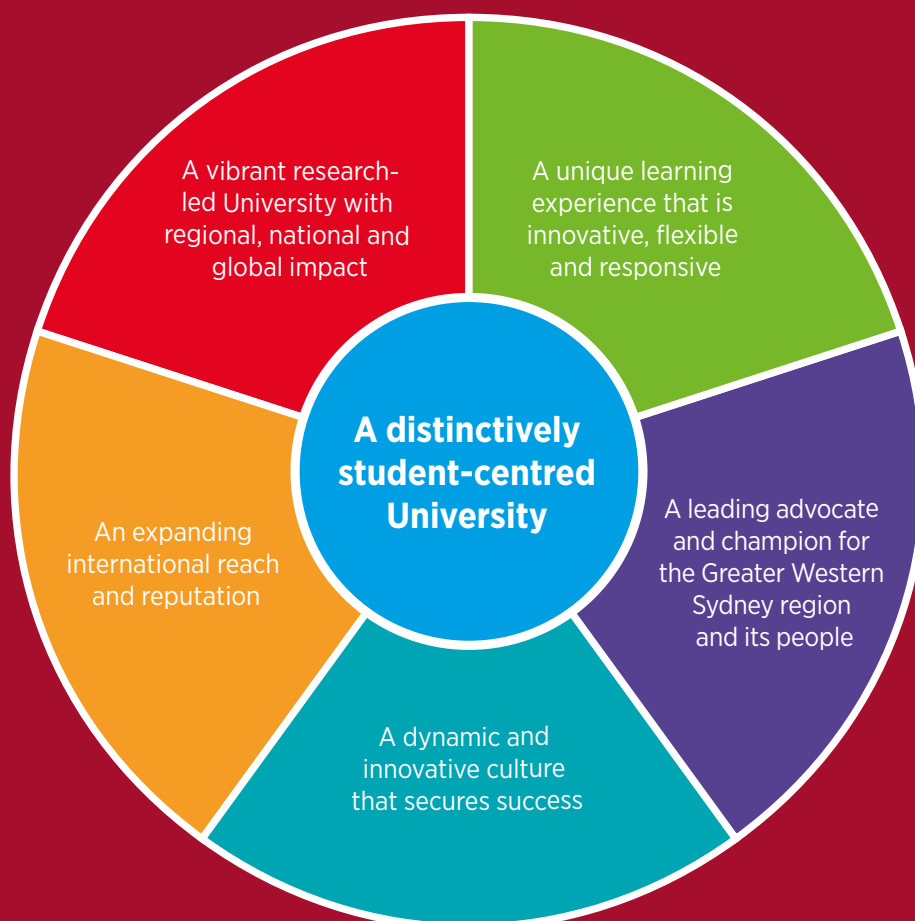 A vibrant research-
led University with
regional, national and
global impact
A unique learning
experience that is
innovative, flexible
and responsive
A distinctively
student-centred
University
An expanding
international reach
and reputation
A leading advocate
and champion for
the Greater Western
Sydney region
and its people
A dynamic and
innovative culture
that secures success